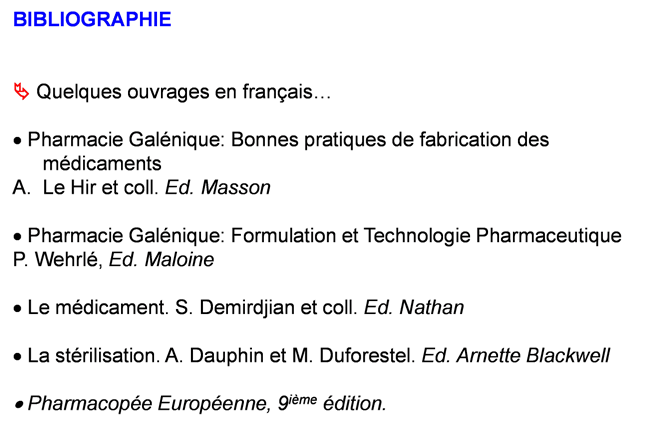 BIBLIOGRAPHIE
Quelques ouvrages en français…
• Pharmacie Galénique: Bonnes pratiques de fabrication des
médicaments
A. Le Hir et coll. Ed. Masson
• Pharmacie Galénique: Formulation et Technologie Pharmaceutique
P. Wehrlé, Ed. Maloine
• Le médicament. S. Demirdjian et coll. Ed. Nathan
• La stérilisation. A. Dauphin et M. Duforestel. Ed. Arnette Blackwell
• Pharmacopée Européenne, 9ième édition.